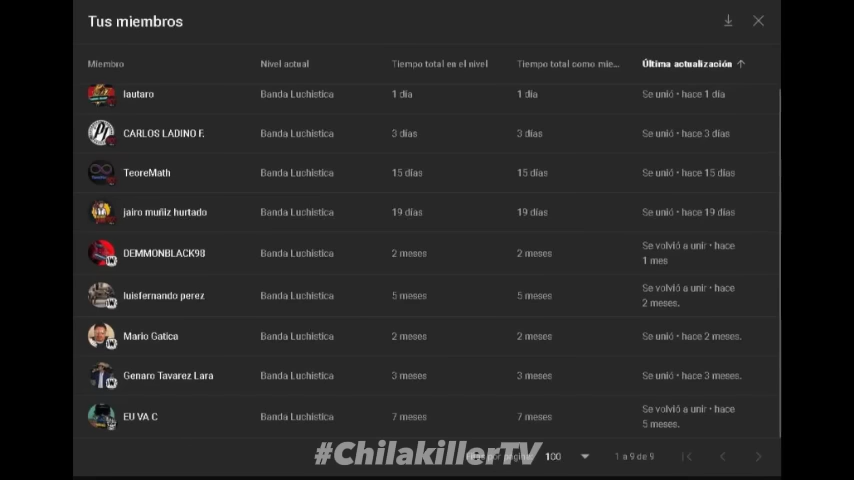 Tus miembros
Miembro Nivel actual Tiempo total en el nivel Tiempo total como mie... Última actualización
lautaro Banda Luchística 1 día 1 día Se unió • hace 1 día
CARLOS LADINO F. Banda Luchística 3 días 3 días Se unió • hace 3 días
TeoreMath Banda Luchística 15 días 15 días Se unió • hace 15 días
jairo muñiz hurtado Banda Luchística 19 días 19 días Se unió • hace 19 días
DEMMONBLACK98 Banda Luchística 2 meses 2 meses Se volvió a unir • hace
1 mes
luisfernando perez Banda Luchística 5 meses 5 meses Se volvió a unir • hace
2 meses.
Mario Gatica Banda Luchística 2 meses 2 meses Se unió • hace 2 meses.
Genaro Tavarez Lara Banda Luchística 3 meses 3 meses Se unió • hace 3 meses.
EU VA C Banda Luchística 7 meses 7 meses Se volvió a unir • hace
5 meses.
#ChilakillerTV
100 1 a 9 de 9